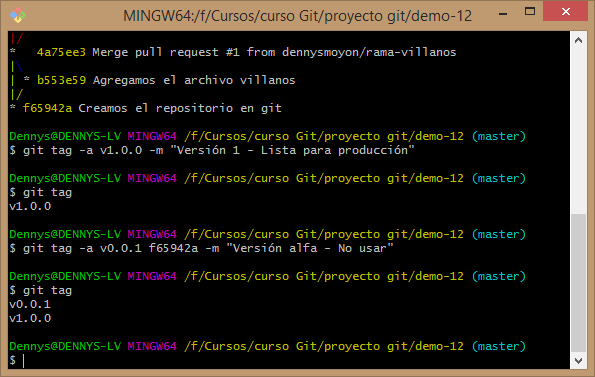 MINGW64:/f/Cursos/curso Git/proyecto git/demo-12
|/
*   4a75ee3 Merge pull request #1 from dennysmoyon/rama-villanos
|\
| * b553e59 Agregamos el archivo villanos
|/
* f65942a Creamos el repositorio en git
Dennys@DENNYS-LV MINGW64 /f/Cursos/curso Git/proyecto git/demo-12 (master)
$ git tag -a v1.0.0 -m "Versión 1 - Lista para producción"
Dennys@DENNYS-LV MINGW64 /f/Cursos/curso Git/proyecto git/demo-12 (master)
$ git tag
v1.0.0
Dennys@DENNYS-LV MINGW64 /f/Cursos/curso Git/proyecto git/demo-12 (master)
$ git tag -a v0.0.1 f65942a -m "Versión alfa - No usar"
Dennys@DENNYS-LV MINGW64 /f/Cursos/curso Git/proyecto git/demo-12 (master)
$ git tag
v0.0.1
v1.0.0
Dennys@DENNYS-LV MINGW64 /f/Cursos/curso Git/proyecto git/demo-12 (master)
$